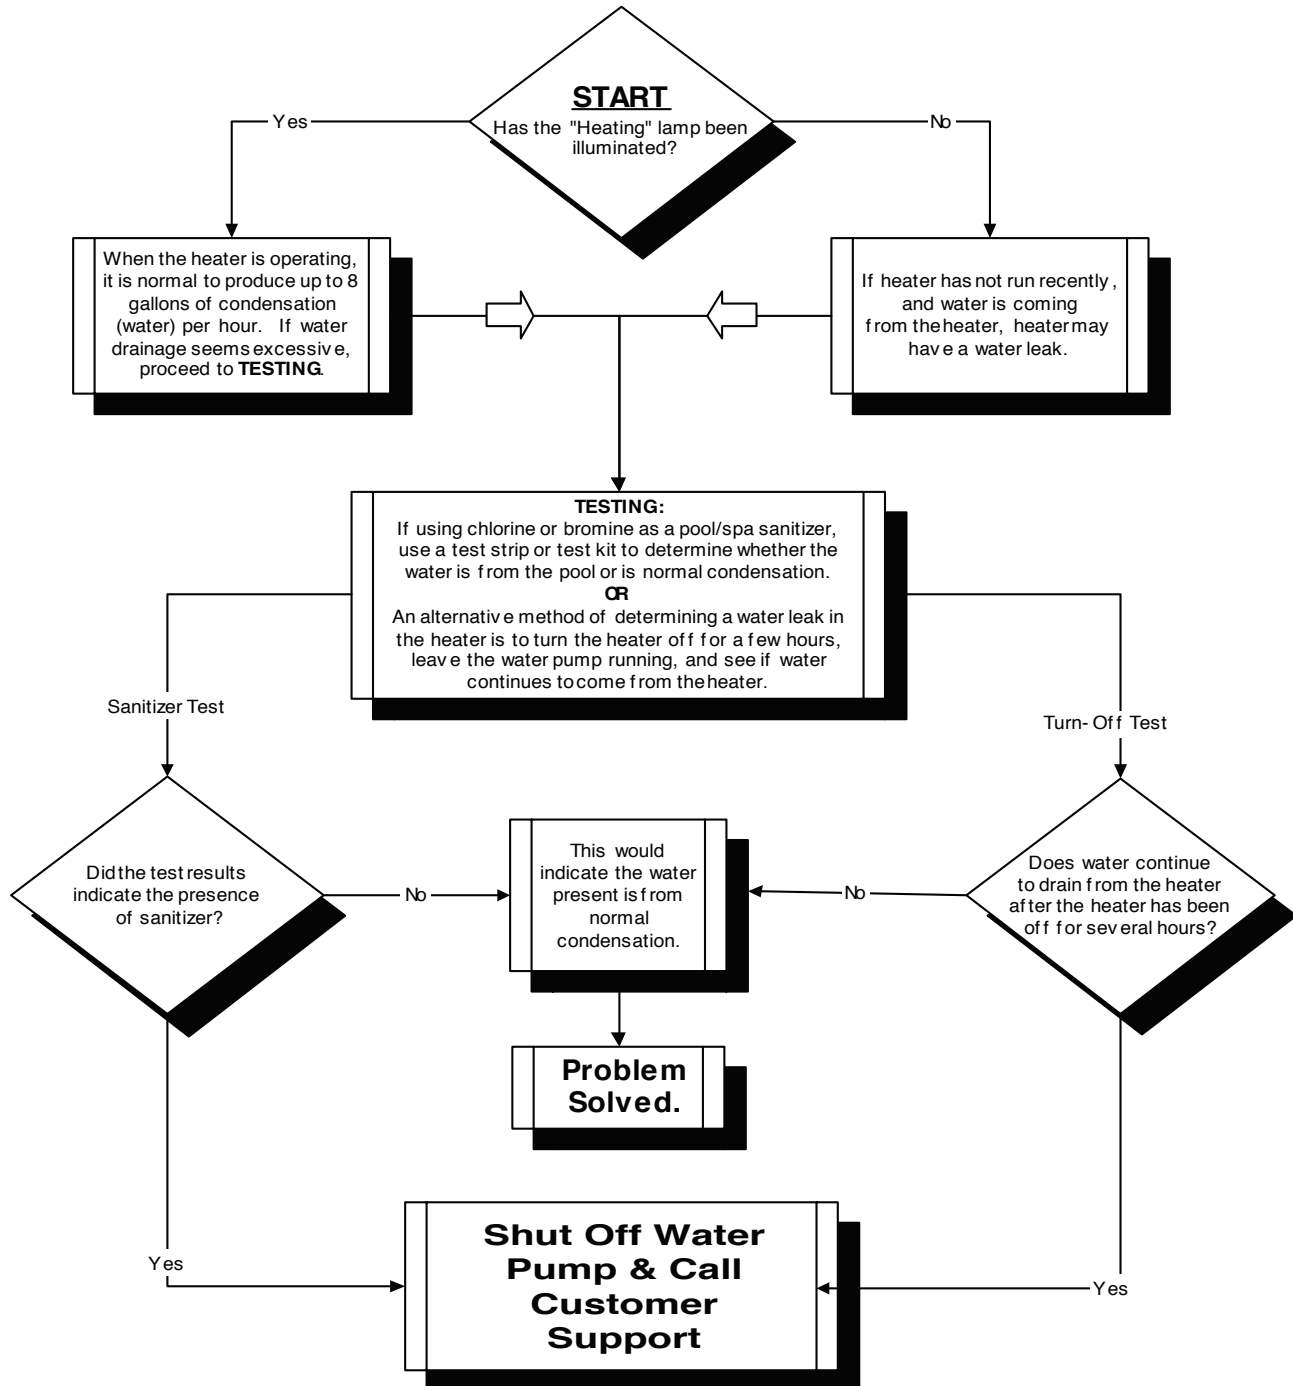 START
Has the "Heating" lamp been
illuminated?
Yes
No
When the heater is operating,
it is normal to produce up to 8
gallons of condensation
(water) per hour. If water
drainage seems excessive,
proceed to TESTING.
If heater has not run recently,
and water is coming
from the heater, heater may
have a water leak.
TESTING:
If using chlorine or bromine as a pool/spa sanitizer,
use a test strip or test kit to determine whether the
water is from the pool or is normal condensation.
OR
An alternative method of determining a water leak in
the heater is to turn the heater off for a few hours,
leave the water pump running, and see if water
continues to come from the heater.
Sanitizer Test
Turn-Off Test
Did the test results
indicate the presence
of sanitizer?
No
This would
indicate the water
present is from
normal
condensation.
No
Does water continue
to drain from the heater
after the heater has been
off for several hours?
Problem
Solved.
Yes
Shut Off Water
Pump & Call
Customer
Support
Yes